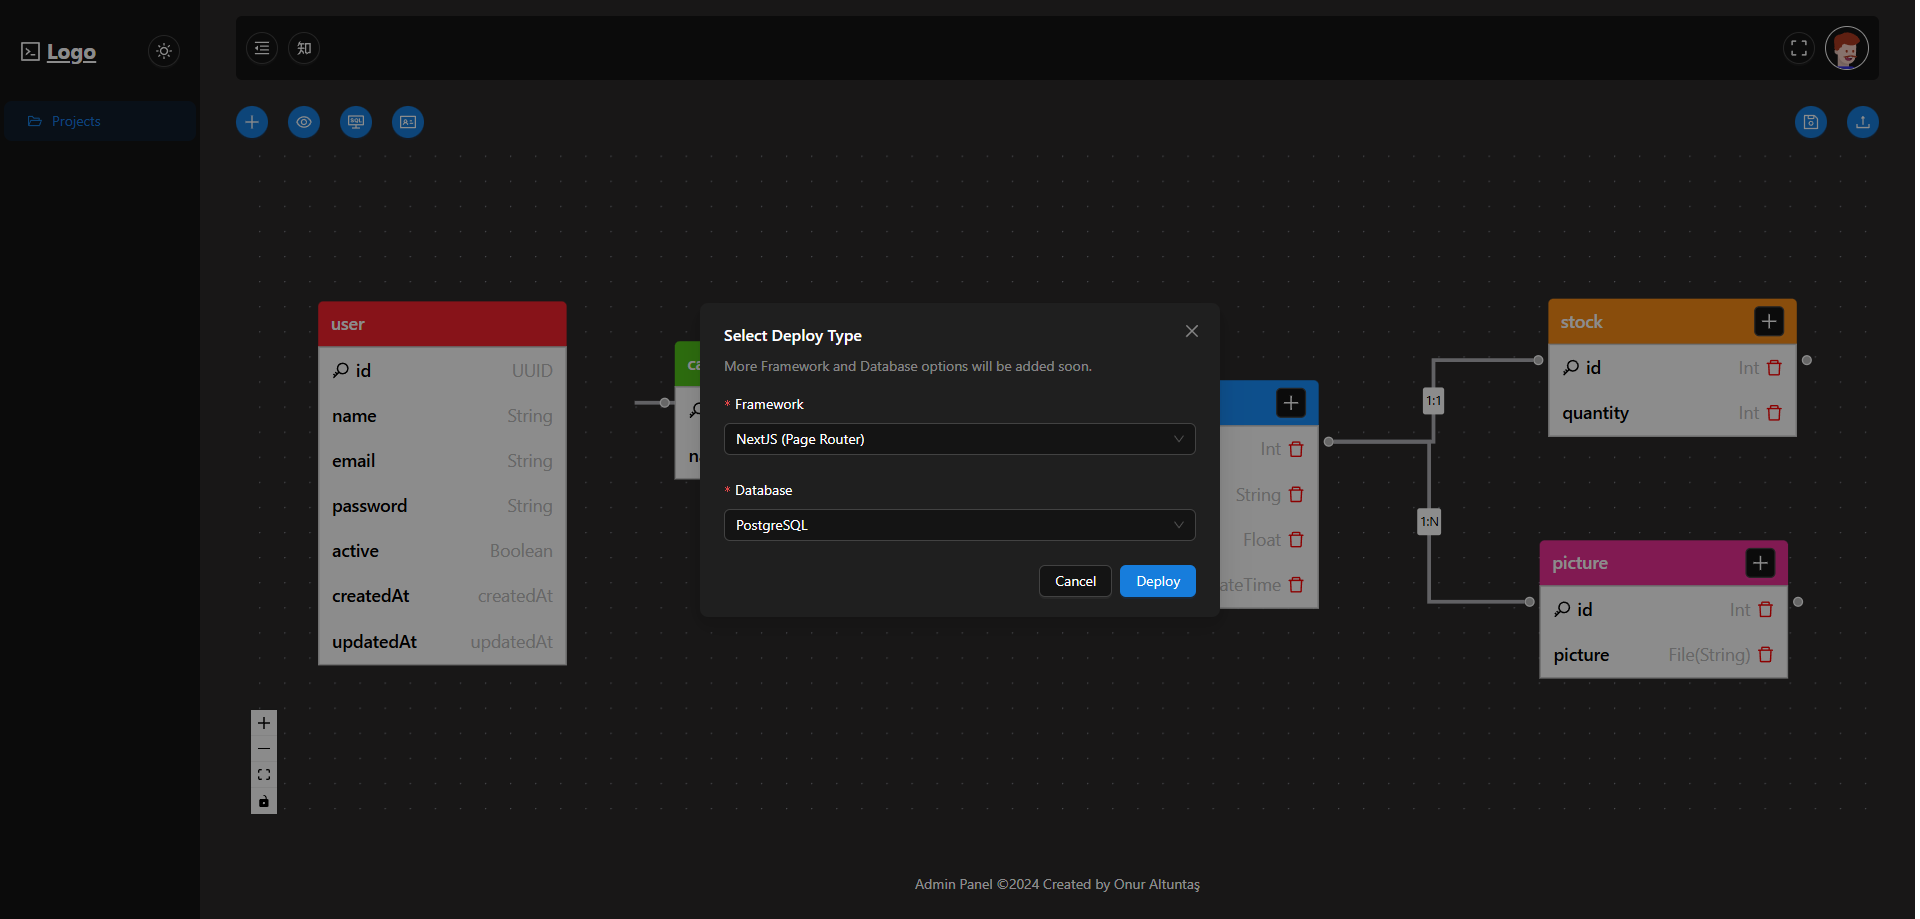 Logo
知
Projects
SQL
user
id UUID
name String
email String
password String
active Boolean
createdAt createdAt
updatedAt updatedAt
Select Deploy Type
More Framework and Database options will be added soon.
* Framework
NextJS (Page Router)
* Database
PostgreSQL
Cancel
Deploy
Int
String
Float
1:1
1:N
stock
id Int
quantity Int
picture
id Int
picture File(String)
Admin Panel ©2024 Created by Onur Altuntaş